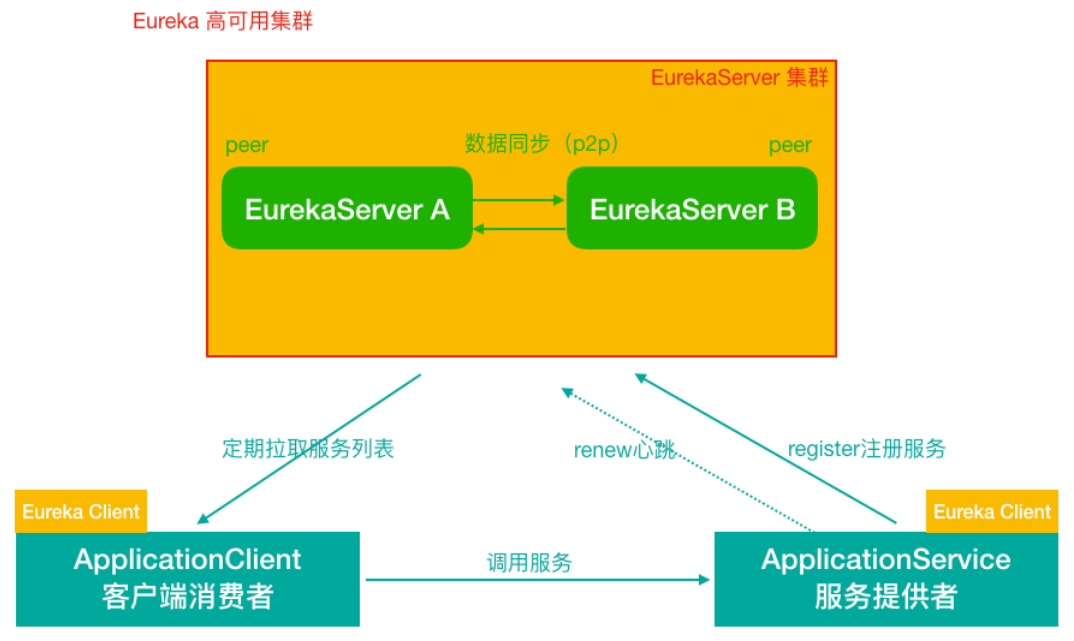 Eureka 高可用集群
EurekaServer 集群
peer
数据同步（p2p）
peer
EurekaServer A
EurekaServer B
定期拉取服务列表
renew心跳
register注册服务
Eureka Client
Eureka Client
ApplicationClient
客户端消费者
调用服务
ApplicationService
服务提供者